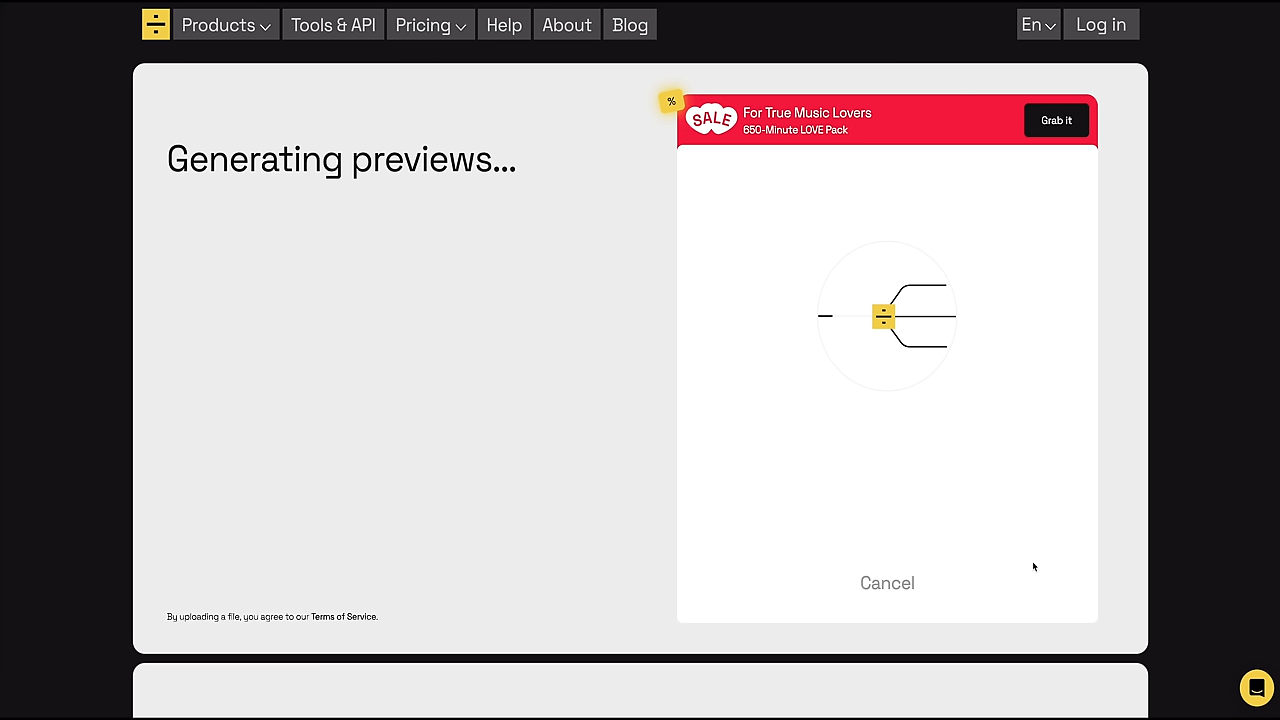 Products Tools & API Pricing Help About Blog En Log in
%
SALE
For True Music Lovers
650-Minute LOVE Pack
Grab it
Generating previews...
Cancel
By uploading a file, you agree to our Terms of Service.